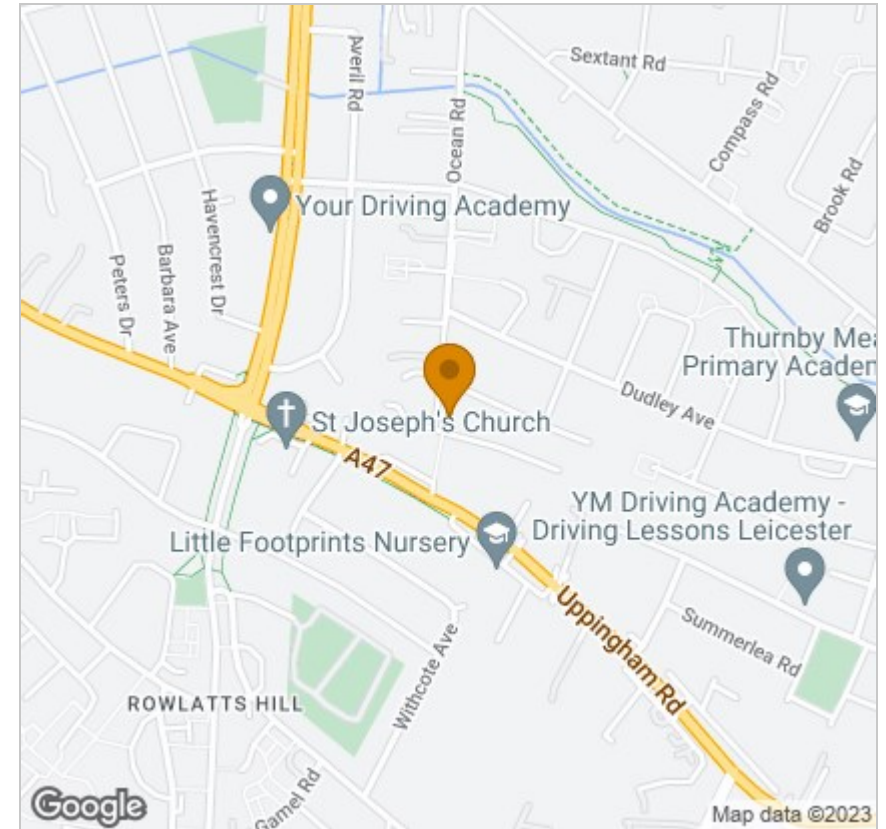 Sextant Rd
Averil Rd
Ocean Rd
Compass Rd
Brook Rd
Your Driving Academy
Havencrest Dr
Barbara Ave
Peters Dr
Thurnby Mea
Primary Academ
Dudley Ave
St Joseph's Church
A47
YM Driving Academy -
Driving Lessons Leicester
Little Footprints Nursery
Uppingham Rd
Summerlea Rd
Withcote Ave
ROWLATTS HILL
Gamel Rd
Google
Map data ©2023